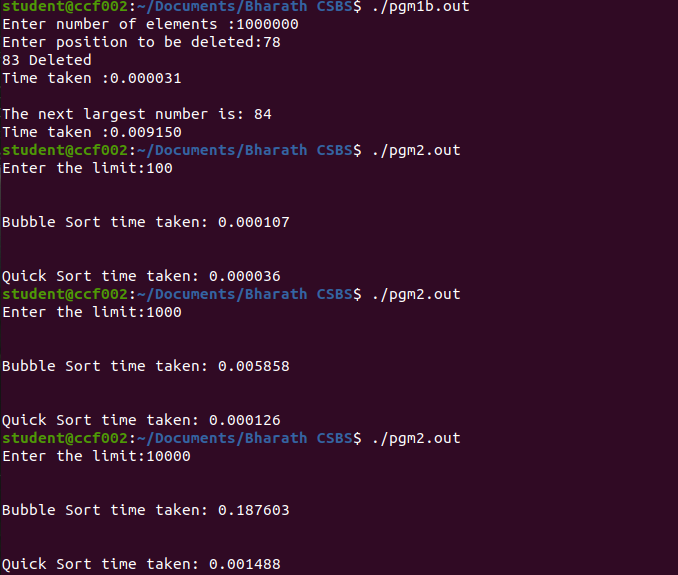 student@ccf002:~/Documents/Bharath CSBS$ ./pgm1b.out
Enter number of elements :1000000
Enter position to be deleted:78
83 Deleted
Time taken :0.000031
The next largest number is: 84
Time taken :0.009150
student@ccf002:~/Documents/Bharath CSBS$ ./pgm2.out
Enter the limit:100
Bubble Sort time taken: 0.000107
Quick Sort time taken: 0.000036
student@ccf002:~/Documents/Bharath CSBS$ ./pgm2.out
Enter the limit:1000
Bubble Sort time taken: 0.005858
Quick Sort time taken: 0.000126
student@ccf002:~/Documents/Bharath CSBS$ ./pgm2.out
Enter the limit:10000
Bubble Sort time taken: 0.187603
Quick Sort time taken: 0.001488